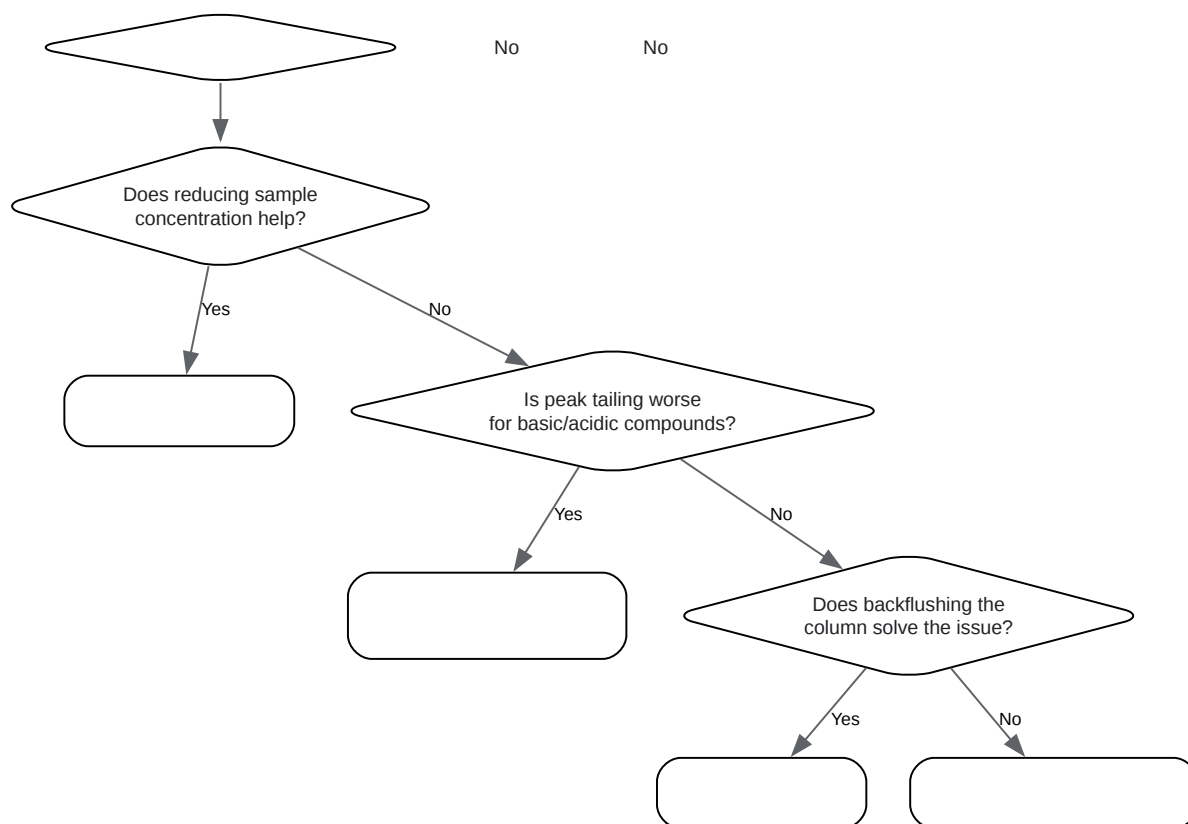 No
No
Does reducing sample
concentration help?
Yes
No
Is peak tailing worse
for basic/acidic compounds?
Yes
No
Does backflushing the
column solve the issue?
Yes
No